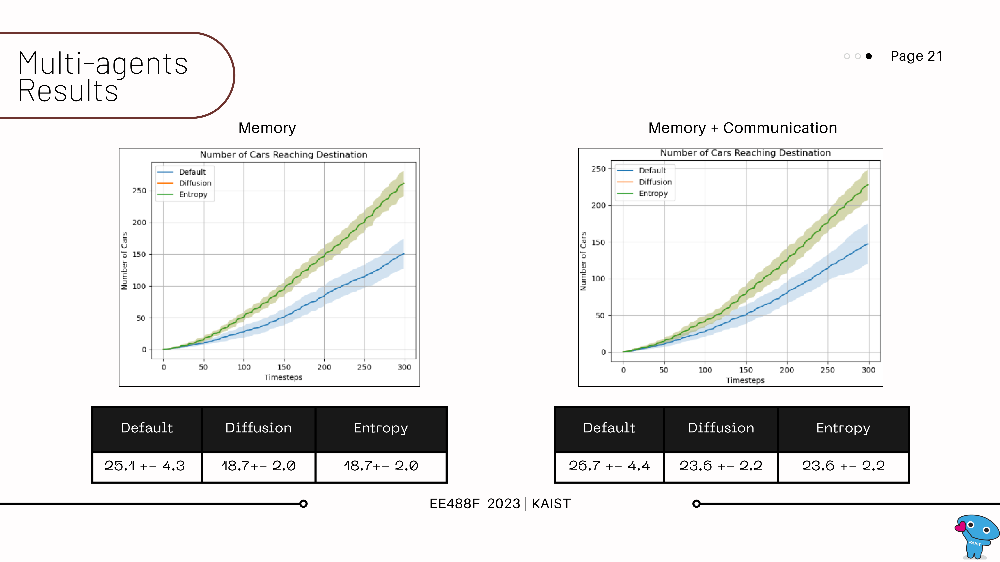 Multi-agents
Results
Page 21
Memory
Number of Cars Reaching Destination
Default
Diffusion
Entropy
250
200
150
100
50
0
Number of Cars
0 50 100 150 200 250 300
Timesteps
Default Diffusion Entropy
25.1 +- 4.3 18.7+- 2.0 18.7+- 2.0
Memory + Communication
Number of Cars Reaching Destination
Default
Diffusion
Entropy
250
200
150
100
50
0
Number of Cars
0 50 100 150 200 250 300
Timesteps
Default Diffusion Entropy
26.7 +- 4.4 23.6 +- 2.2 23.6 +- 2.2
EE488F 2023 | KAIST
KAIST